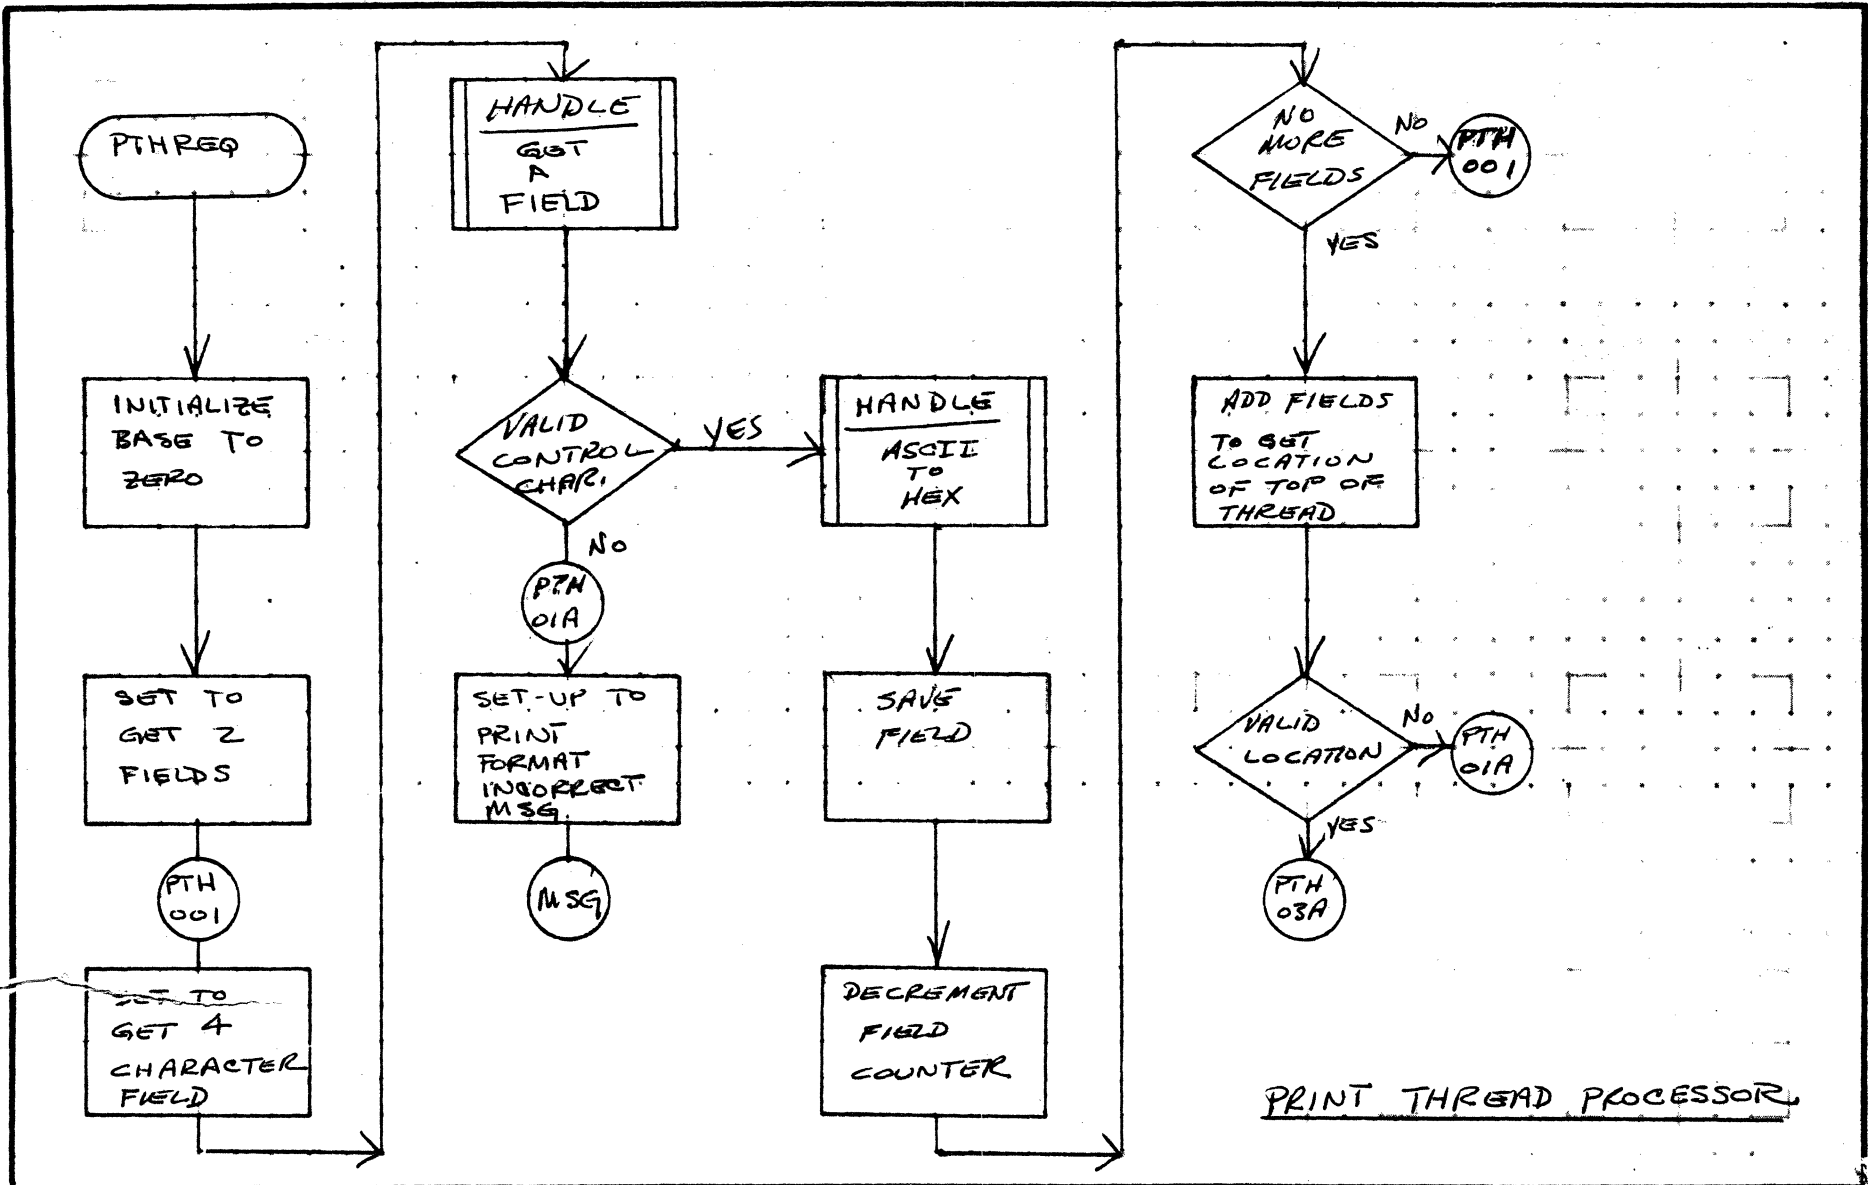 PTHREQ
INITIALIZE
BASE TO
ZERO
SET TO
GET 2
FIELDS
PTH
001
SET TO
GET 4
CHARACTER
FIELD
HANDLE
GET
A
FIELD
VALID
CONTROL
CHAR.
YES
NO
PTH
01A
SET-UP TO
PRINT
FORMAT
INCORRECT
MSG
MSG
HANDLE
ASCII
TO
HEX
SAVE
FIELD
DECREMENT
FIELD
COUNTER
NO
MORE
FIELDS
NO
PTH
001
YES
ADD FIELDS
TO GET
LOCATION
OF TOP OF
THREAD
VALID
LOCATION
NO
PTH
01A
YES
PTH
03A
PRINT THREAD PROCESSOR